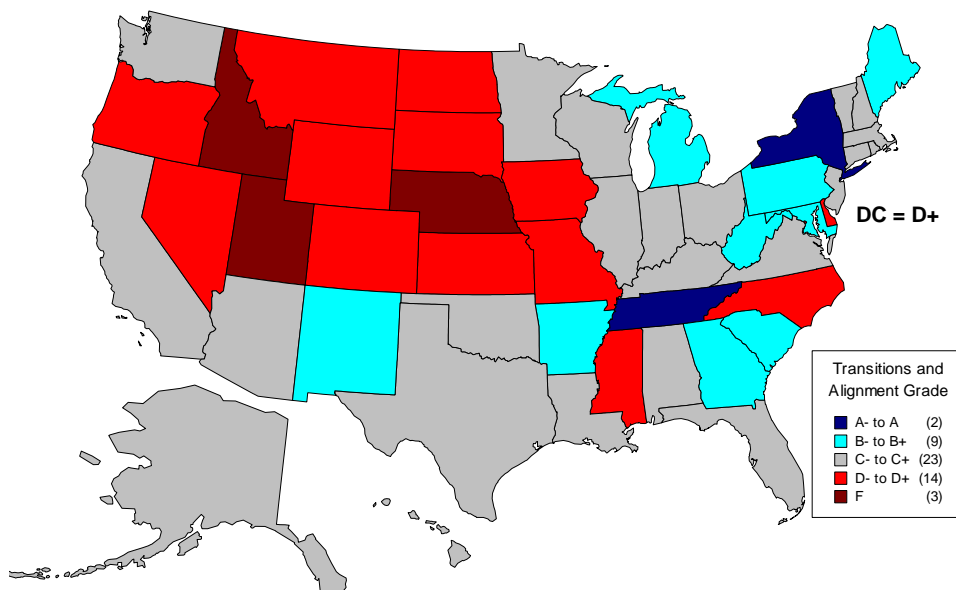 DC = D+
Transitions and
Alignment Grade
A- to A (2)
B- to B+ (9)
C- to C+ (23)
D- to D+ (14)
F (3)